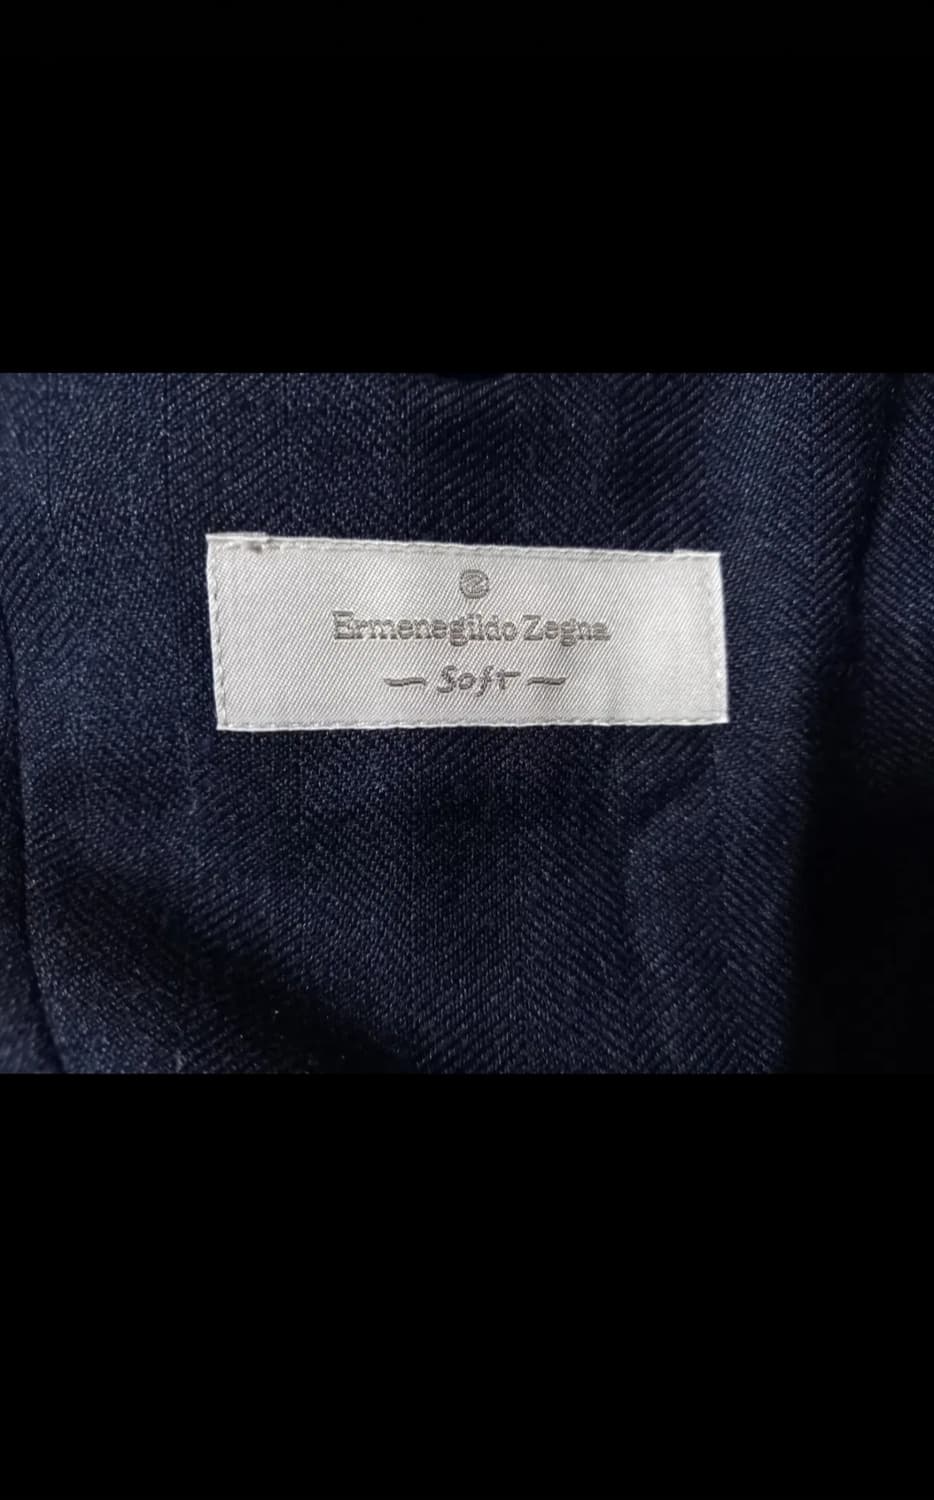 Ermenegildo Zegna
~ Soft ~